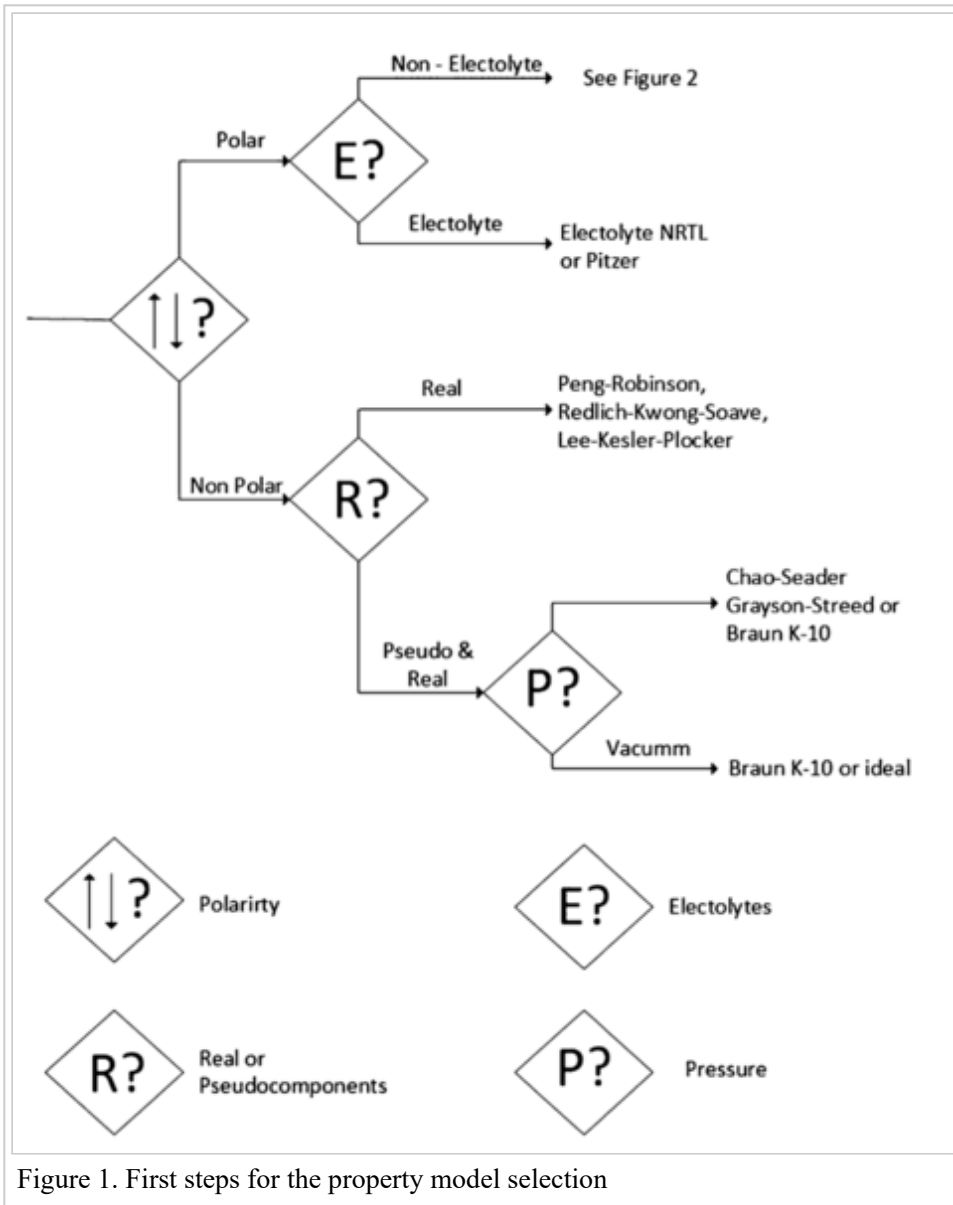 Non - Electolyte
See Figure 2
Polar
E?
Electolyte
Electolyte NRTL
or Pitzer
?
Real
Peng-Robinson,
Redlich-Kwong-Soave,
Lee-Kesler-Plocker
Non Polar
R?
Chao-Seader
Grayson-Streed or
Braun K-10
Pseudo &
Real
P?
Vacumm
Braun K-10 or ideal
?
Polarirty
E?
Electolytes
R?
Real or
Pseudocomponents
P?
Pressure
Figure 1. First steps for the property model selection